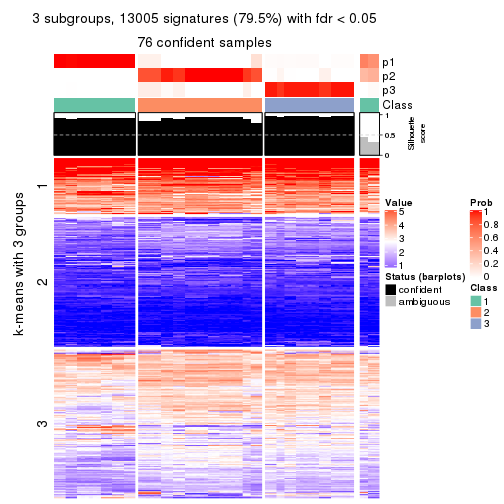 3 subgroups, 13005 signatures (79.5%) with fdr < 0.05
76 confident samples
p1
p2
p3
Class
1
0.5
0
Silhouette
score
k-means with 3 groups
1
2
3
Value
5
4
3
2
1
Status (barplots)
confident
ambiguous
Prob
1
0.8
0.6
0.4
0.2
0
Class
1
2
3